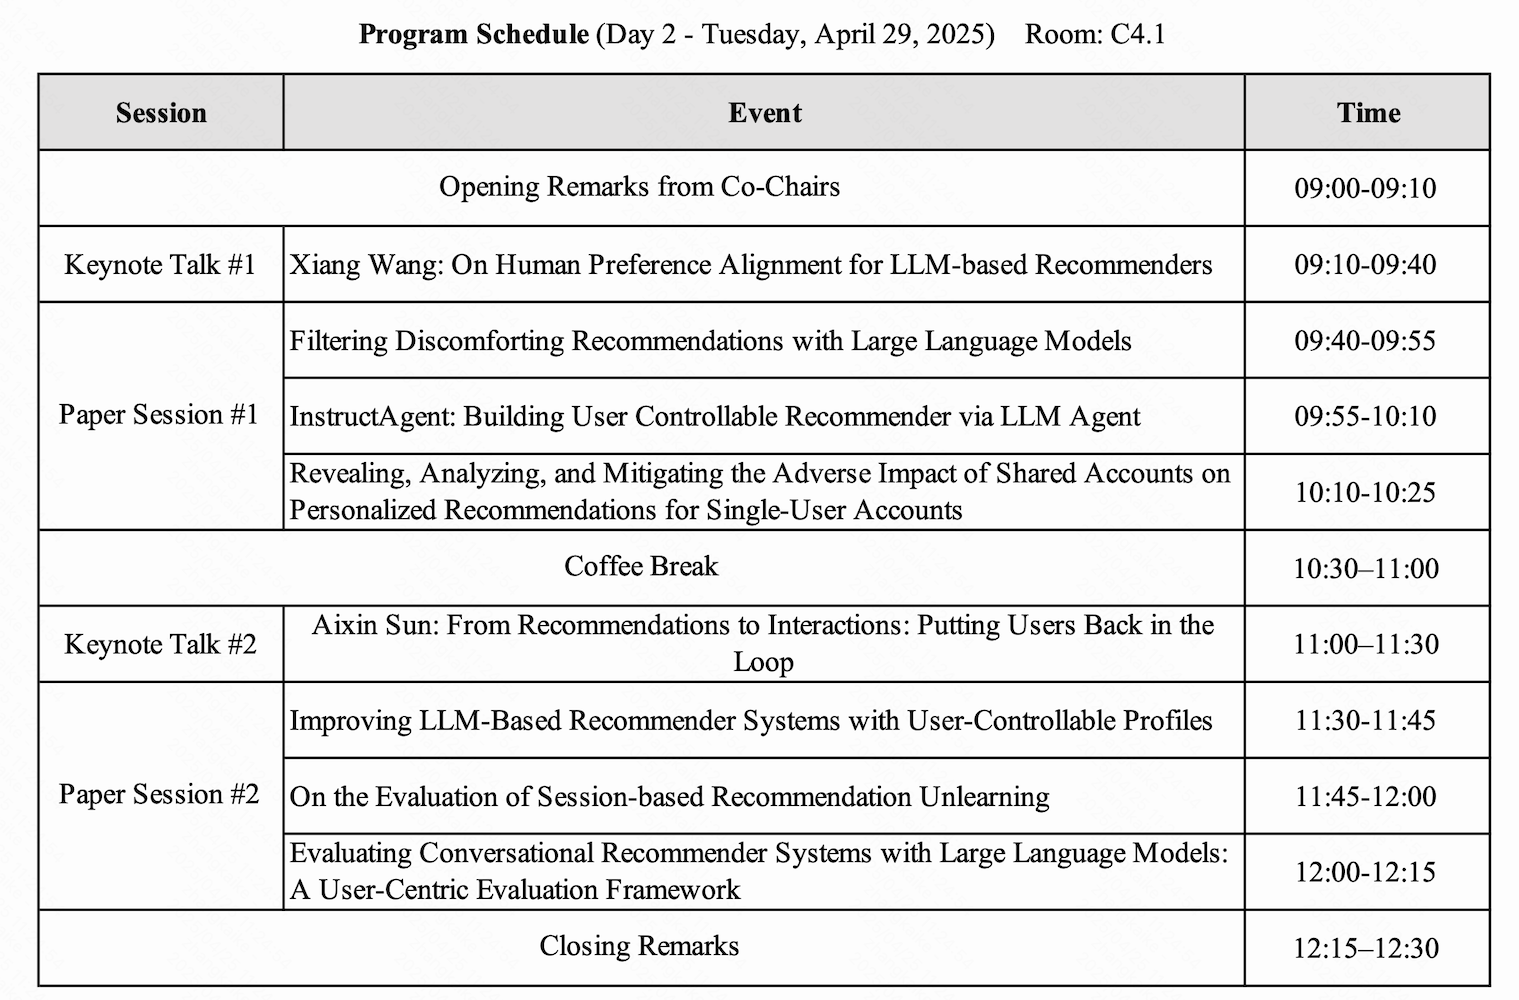 Program Schedule (Day 2 - Tuesday, April 29, 2025) Room: C4.1
Session Event Time
Opening Remarks from Co-Chairs 09:00-09:10
Keynote Talk #1 Xiang Wang: On Human Preference Alignment for LLM-based Recommenders 09:10-09:40
Paper Session #1
Filtering Discomforting Recommendations with Large Language Models 09:40-09:55
InstructAgent: Building User Controllable Recommender via LLM Agent 09:55-10:10
Revealing, Analyzing, and Mitigating the Adverse Impact of Shared Accounts on
Personalized Recommendations for Single-User Accounts
10:10-10:25
Coffee Break 10:30–11:00
Keynote Talk #2
Aixin Sun: From Recommendations to Interactions: Putting Users Back in the
Loop
11:00–11:30
Paper Session #2
Improving LLM-Based Recommender Systems with User-Controllable Profiles 11:30-11:45
On the Evaluation of Session-based Recommendation Unlearning 11:45-12:00
Evaluating Conversational Recommender Systems with Large Language Models:
A User-Centric Evaluation Framework
12:00-12:15
Closing Remarks 12:15–12:30